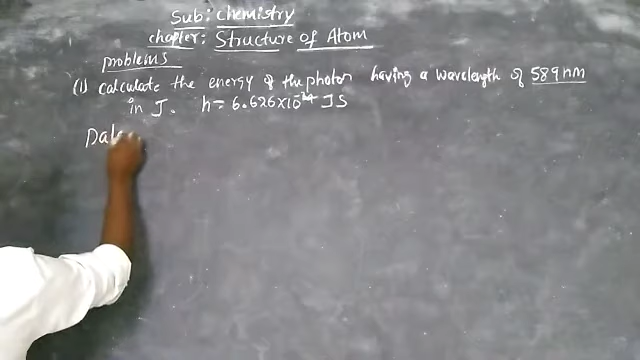 Sub: chemistry
chapter: Structure of Atom
problems
(1) calculate the energy of the photon having a wavelength of 589 nm
in J. h = 6.626×10⁻³⁴ JS